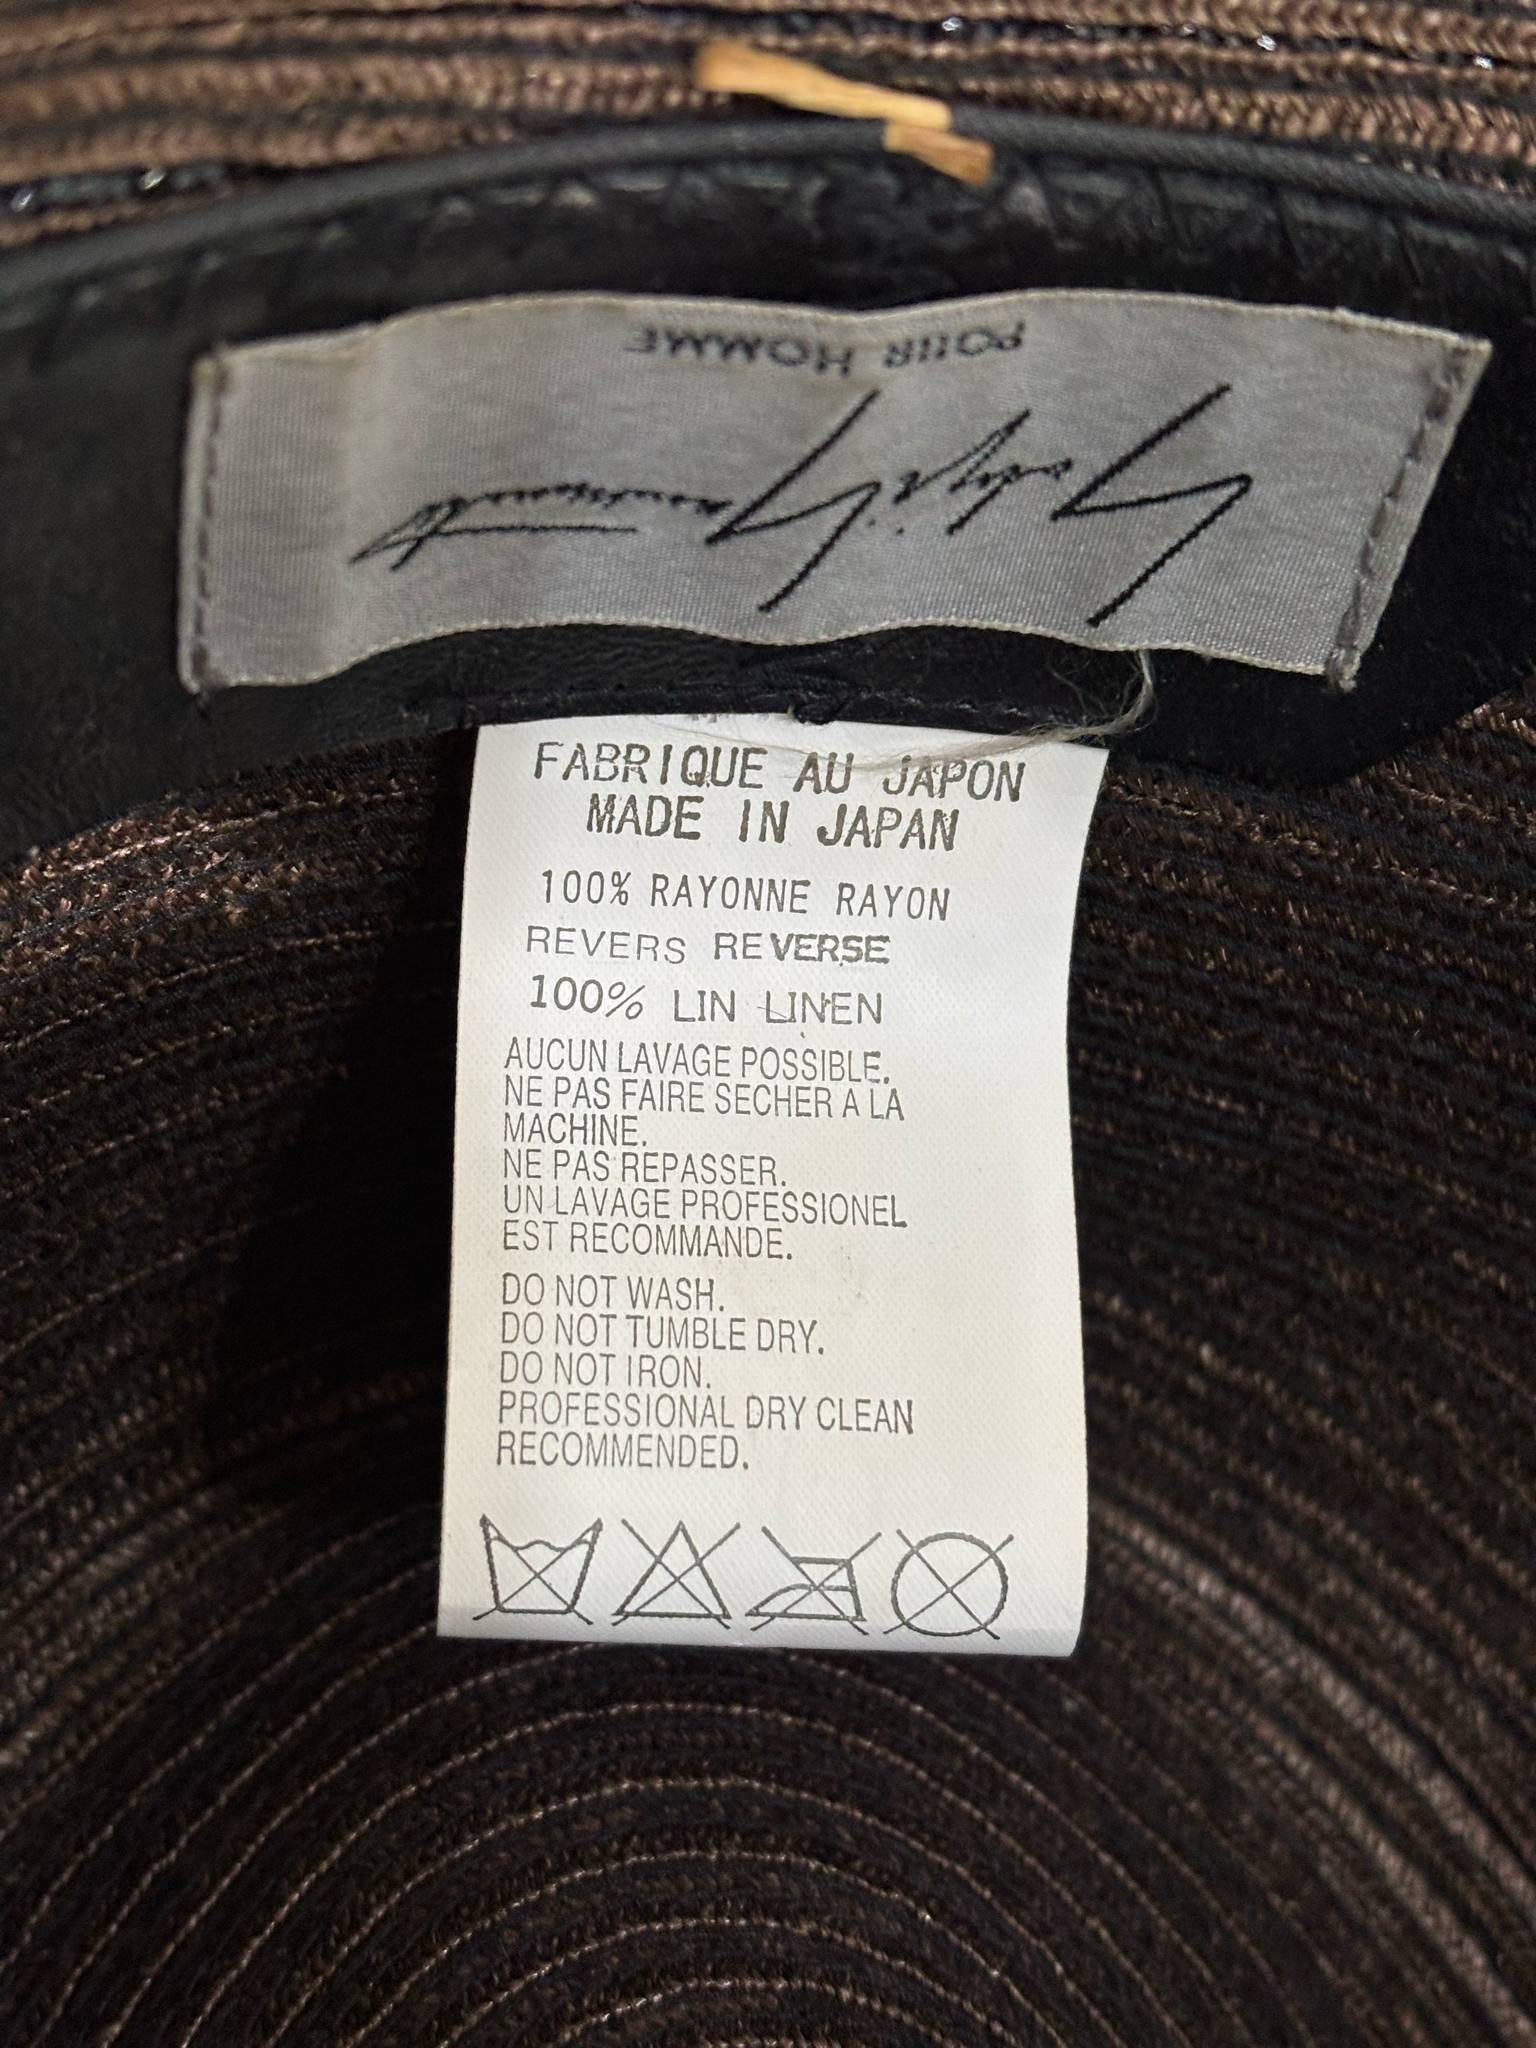 Yohji Yamamoto
POUR HOMME
FABRIQUE AU JAPON
MADE IN JAPAN
100% RAYONNE RAYON
REVERS REVERSE
100% LIN LINEN
AUCUN LAVAGE POSSIBLE.
NE PAS FAIRE SECHER A LA
MACHINE.
NE PAS REPASSER.
UN LAVAGE PROFESSIONEL
EST RECOMMANDE.
DO NOT WASH.
DO NOT TUMBLE DRY.
DO NOT IRON.
PROFESSIONAL DRY CLEAN
RECOMMENDED.